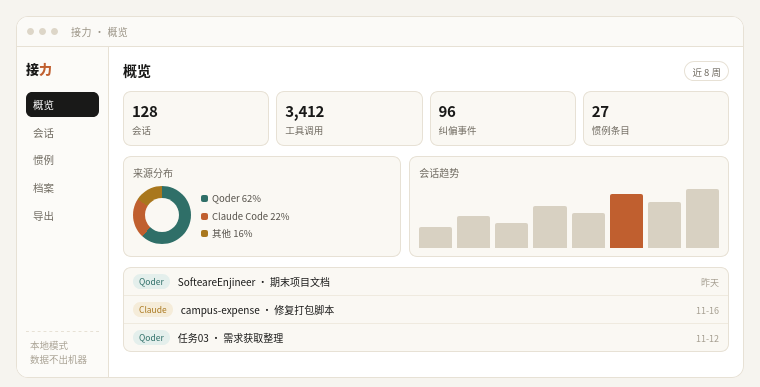 接力 · 概览
接力
概览
会话
惯例
档案
导出
本地模式
数据不出机器
概览
近 8 周
128
会话
3,412
工具调用
96
纠偏事件
27
惯例条目
来源分布
Qoder 62%
Claude Code 22%
其他 16%
会话趋势
Qoder SofteareEnjineer · 期末项目文档 昨天
Claude campus-expense · 修复打包脚本 11-16
Qoder 任务03 · 需求获取整理 11-12